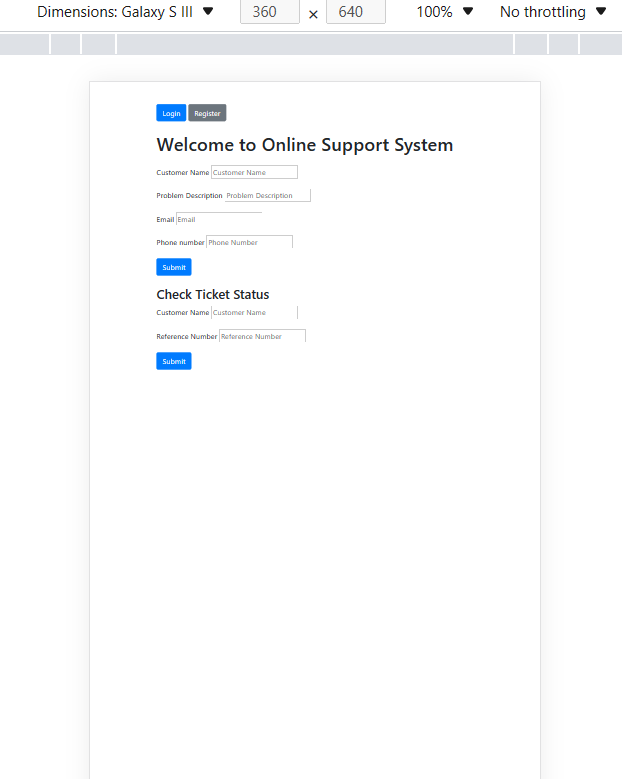 Dimensions: Galaxy S III ▼ 360 × 640 100% ▼ No throttling ▼
Login Register
Welcome to Online Support System
Customer Name Customer Name
Problem Description Problem Description
Email Email
Phone number Phone Number
Submit
Check Ticket Status
Customer Name Customer Name
Reference Number Reference Number
Submit